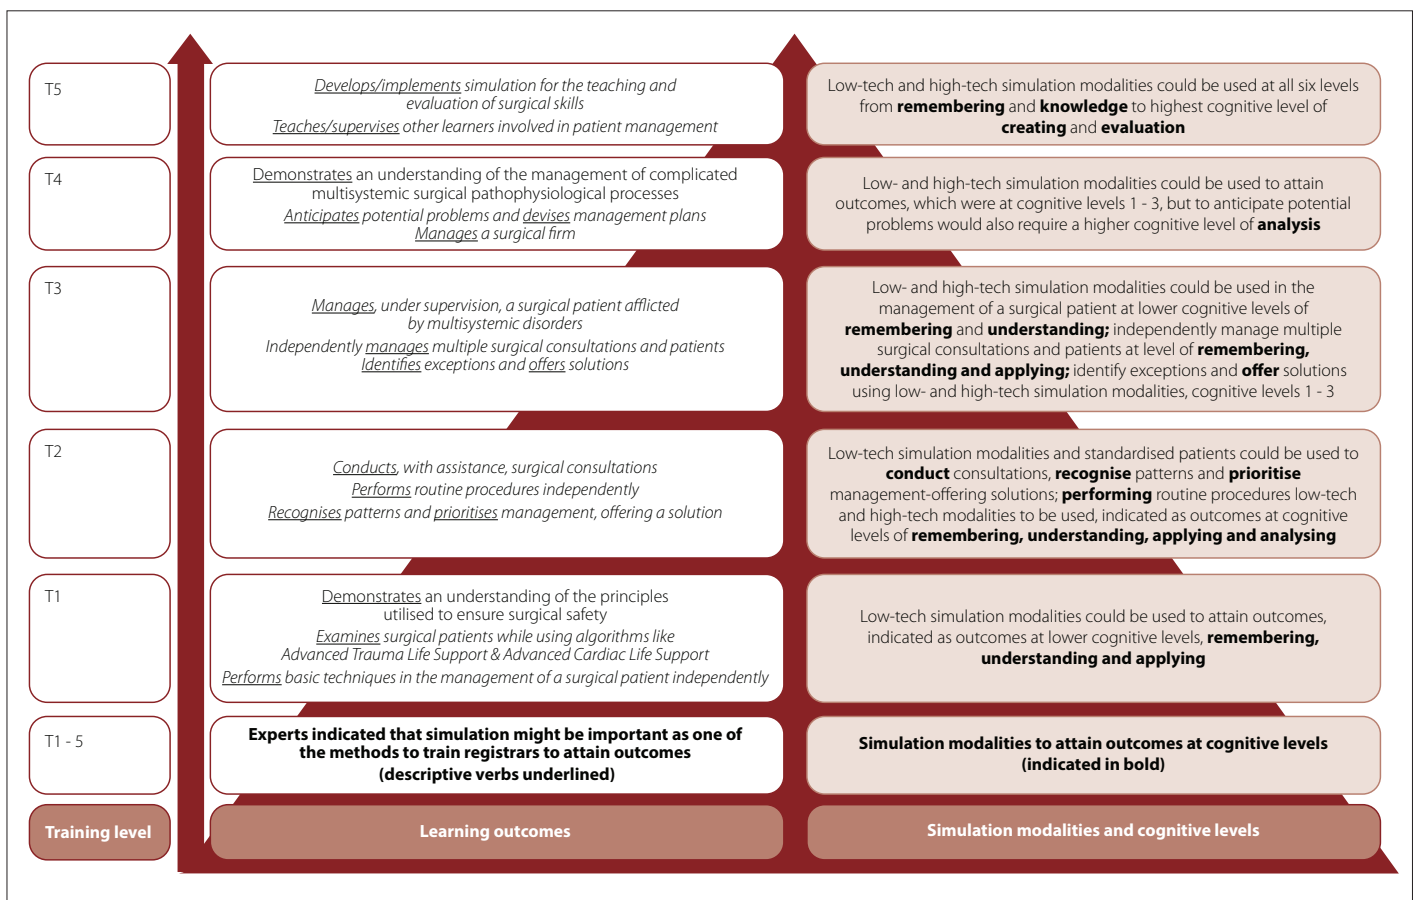 T5
Develops/implements simulation for the teaching and
evaluation of surgical skills
Teaches/supervises other learners involved in patient management
Low-tech and high-tech simulation modalities could be used at all six levels
from remembering and knowledge to highest cognitive level of
creating and evaluation
T4
Demonstrates an understanding of the management of complicated
multisystemic surgical pathophysiological processes
Anticipates potential problems and devises management plans
Manages a surgical firm
Low- and high-tech simulation modalities could be used to attain
outcomes, which were at cognitive levels 1 - 3, but to anticipate potential
problems would also require a higher cognitive level of analysis
T3
Manages, under supervision, a surgical patient afflicted
by multisystemic disorders
Independently manages multiple surgical consultations and patients
Identifies exceptions and offers solutions
Low- and high-tech simulation modalities could be used in the
management of a surgical patient at lower cognitive levels of
remembering and understanding; independently manage multiple
surgical consultations and patients at level of remembering,
understanding and applying; identify exceptions and offer solutions
using low- and high-tech simulation modalities, cognitive levels 1 - 3
T2
Conducts, with assistance, surgical consultations
Performs routine procedures independently
Recognises patterns and prioritises management, offering a solution
Low-tech simulation modalities and standardised patients could be used to
conduct consultations, recognise patterns and prioritise
management-offering solutions; performing routine procedures low-tech
and high-tech modalities to be used, indicated as outcomes at cognitive
levels of remembering, understanding, applying and analysing
T1
Demonstrates an understanding of the principles
utilised to ensure surgical safety
Examines surgical patients while using algorithms like
Advanced Trauma Life Support & Advanced Cardiac Life Support
Performs basic techniques in the management of a surgical patient independently
Low-tech simulation modalities could be used to attain outcomes,
indicated as outcomes at lower cognitive levels, remembering,
understanding and applying
T1 - 5
Experts indicated that simulation might be important as one of
the methods to train registrars to attain outcomes
(descriptive verbs underlined)
Simulation modalities to attain outcomes at cognitive levels
(indicated in bold)
Training level
Learning outcomes
Simulation modalities and cognitive levels